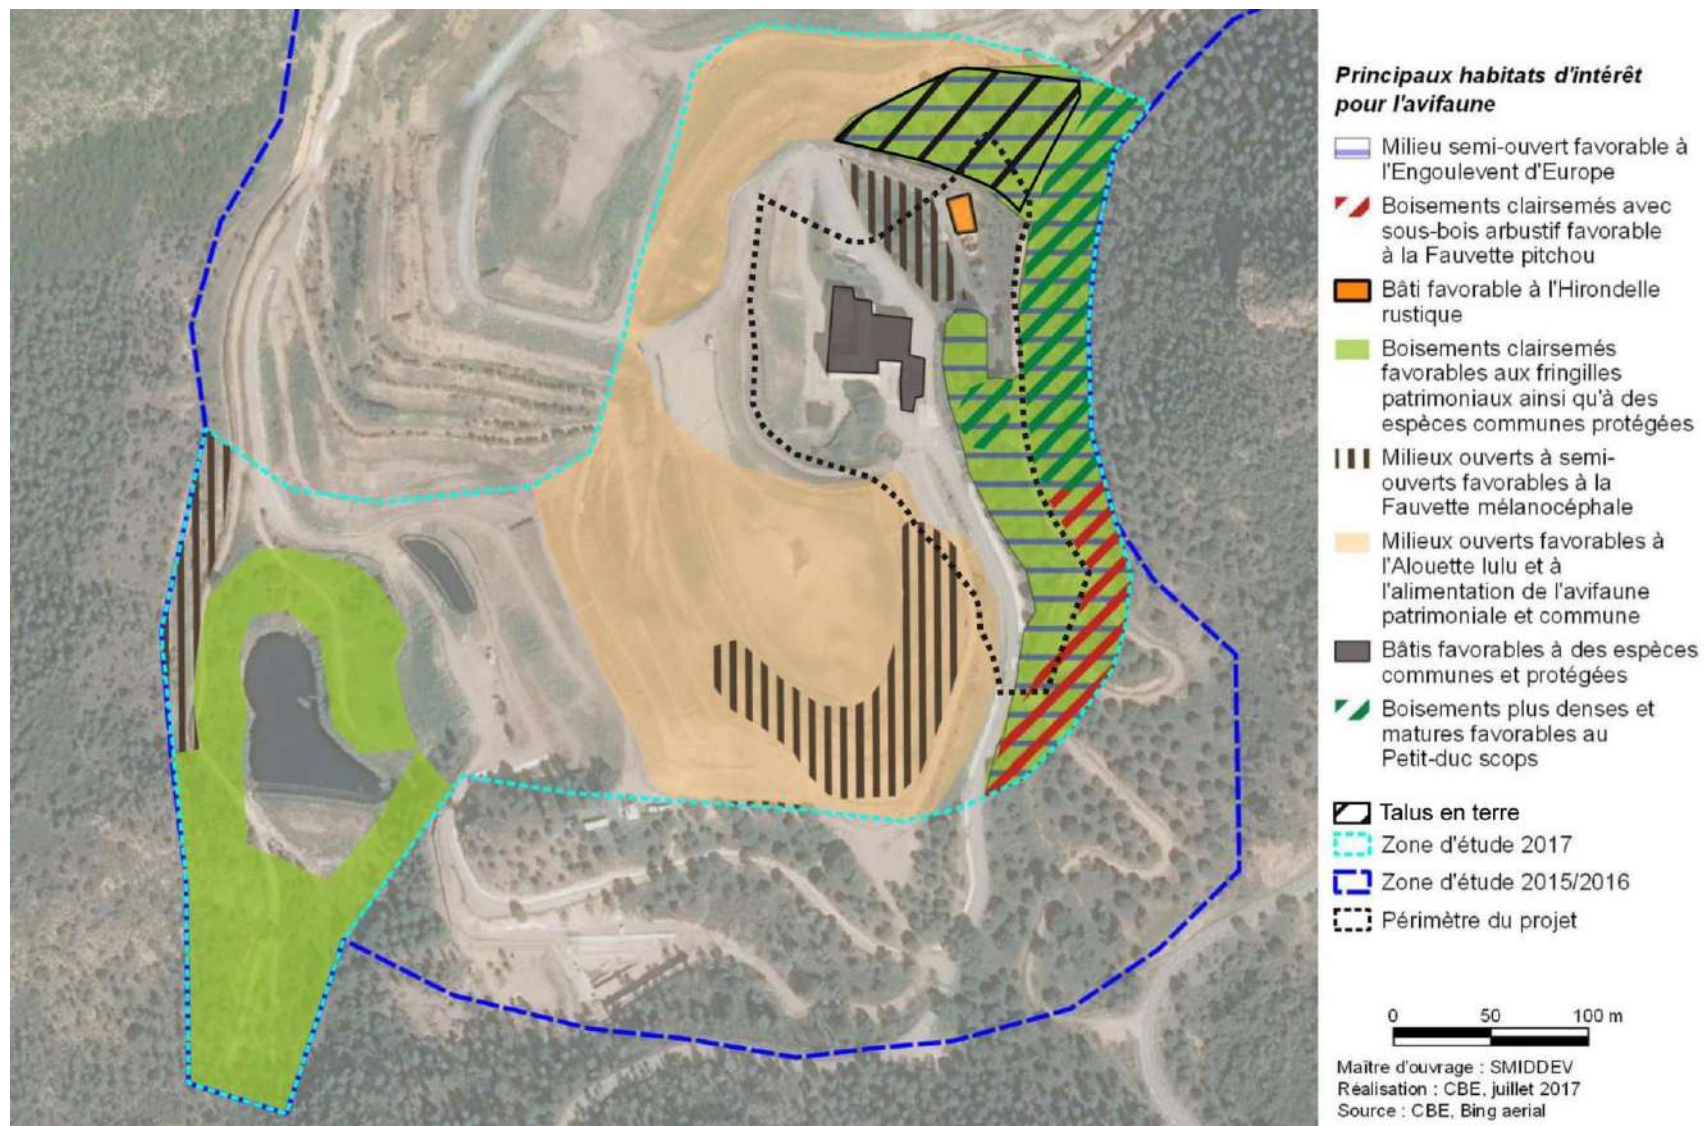 Principaux habitats d'intérêt
pour l'avifaune
Milieu semi-ouvert favorable à
l'Engoulevent d'Europe
Boisements clairsemés avec
sous-bois arbustif favorable
à la Fauvette pitchou
Bâti favorable à l'Hirondelle
rustique
Boisements clairsemés
favorables aux fringilles
patrimoniaux ainsi qu'à des
espèces communes protégées
Milieux ouverts à semi-
ouverts favorables à la
Fauvette mélanocéphale
Milieux ouverts favorables à
l'Alouette lulu et à
l'alimentation de l'avifaune
patrimoniale et commune
Bâtis favorables à des espèces
communes et protégées
Boisements plus denses et
matures favorables au
Petit-duc scops
Talus en terre
Zone d'étude 2017
Zone d'étude 2015/2016
Périmètre du projet
0 50 100 m
Maître d'ouvrage : SMIDDEV
Réalisation : CBE, juillet 2017
Source : CBE, Bing aerial